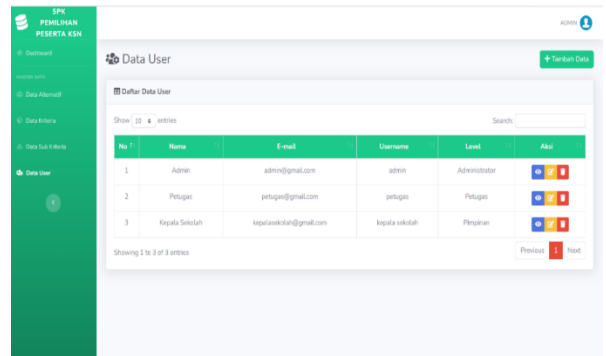 SPK
PEMILIHAN
PESERTA KSN
ADMIN
Dashboard
MASTER DATA
Data Alternatif
Data Kriteria
Data Sub Kriteria
Data User
Data User
+ Tambah Data
Daftar Data User
Show 10 entries
Search:
No Nama E-mail Username Level Aksi
1 Admin admin@gmail.com admin Administrator
2 Petugas petugas@gmail.com petugas Petugas
3 Kepala Sekolah kepalasekolah@gmail.com kepala sekolah Pimpinan
Showing 1 to 3 of 3 entries
Previous 1 Next